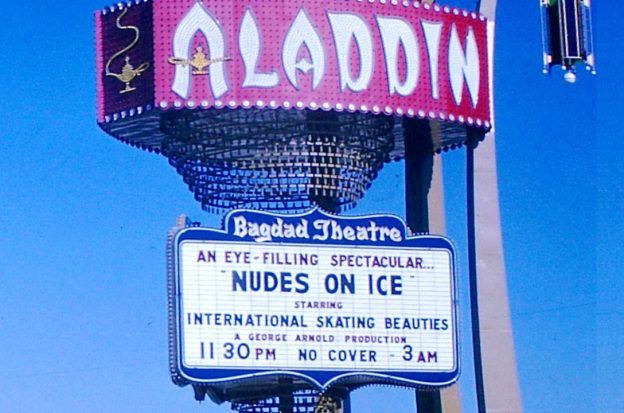 ALADDIN
Bagdad Theatre
AN EYE-FILLING SPECTACULAR...
"NUDES ON ICE"
STARRING
INTERNATIONAL SKATING BEAUTIES
A GEORGE ARNOLD PRODUCTION
11 30 PM NO COVER - 3 AM